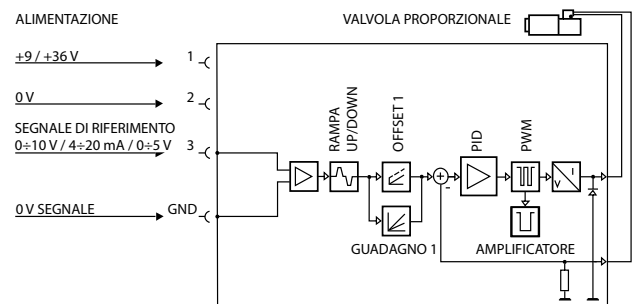 ALIMENTAZIONE
VALVOLA PROPORZIONALE
+9 / +36 V
1
0 V
2
SEGNALE DI RIFERIMENTO
0÷10 V / 4÷20 mA / 0÷5 V
3
0 V SEGNALE
GND
RAMPA
UP/DOWN
OFFSET 1
PID
PWM
+
-
V
I
GUADAGNO 1
AMPLIFICATORE